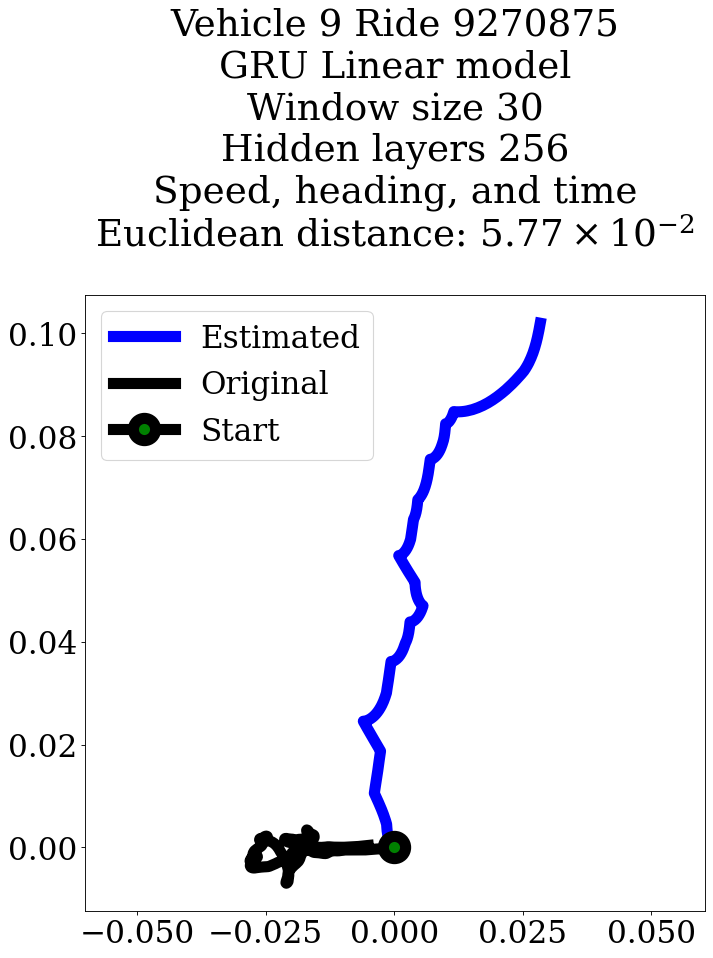 Vehicle 9 Ride 9270875
GRU Linear model
Window size 30
Hidden layers 256
Speed, heading, and time
Euclidean distance: 5.77 × 10⁻²
Estimated
Original
Start
0.10
0.08
0.06
0.04
0.02
0.00
−0.050 −0.025 0.000 0.025 0.050